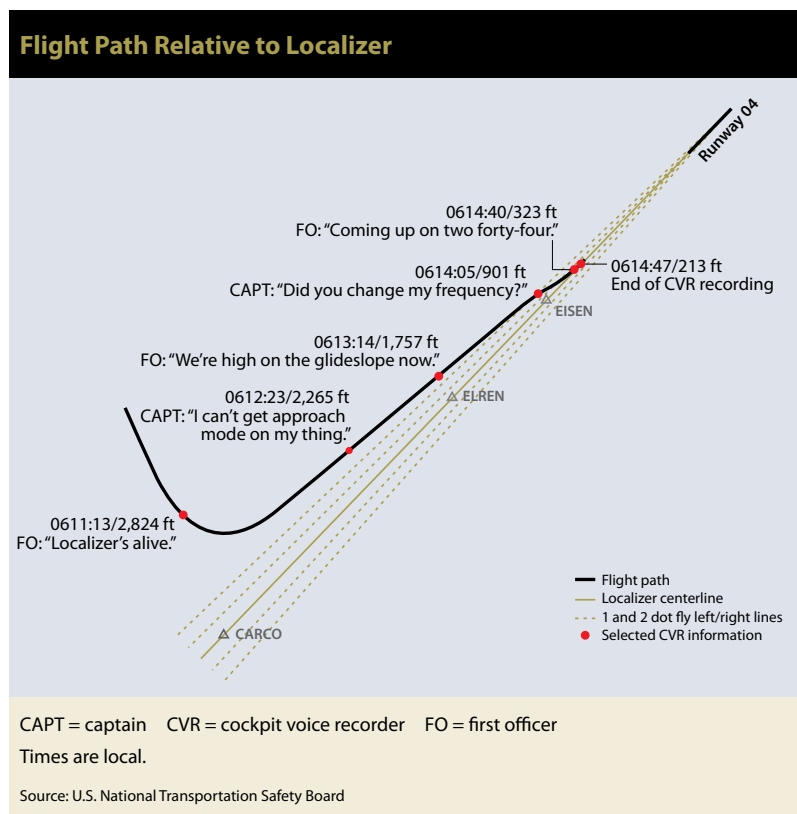 Flight Path Relative to Localizer
Runway 04
0614:40/323 ft
FO: “Coming up on two forty-four.”
0614:47/213 ft
End of CVR recording
0614:05/901 ft
CAPT: “Did you change my frequency?”
EISEN
0613:14/1,757 ft
FO: “We’re high on the glideslope now.”
ELREN
0612:23/2,265 ft
CAPT: “I can’t get approach
mode on my thing.”
0611:13/2,824 ft
FO: “Localizer’s alive.”
CARCO
Flight path
Localizer centerline
1 and 2 dot fly left/right lines
Selected CVR information
CAPT = captain CVR = cockpit voice recorder FO = first officer
Times are local.
Source: U.S. National Transportation Safety Board